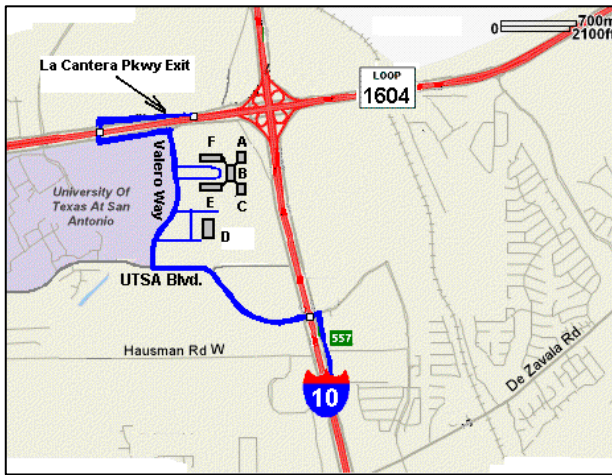 0 700m
2100ft
La Cantera Pkwy Exit
LOOP
1604
F A
B
E C
D
Valero Way
University Of
Texas At San
Antonio
UTSA Blvd.
557
Hausman Rd W
De Zavala Rd
10